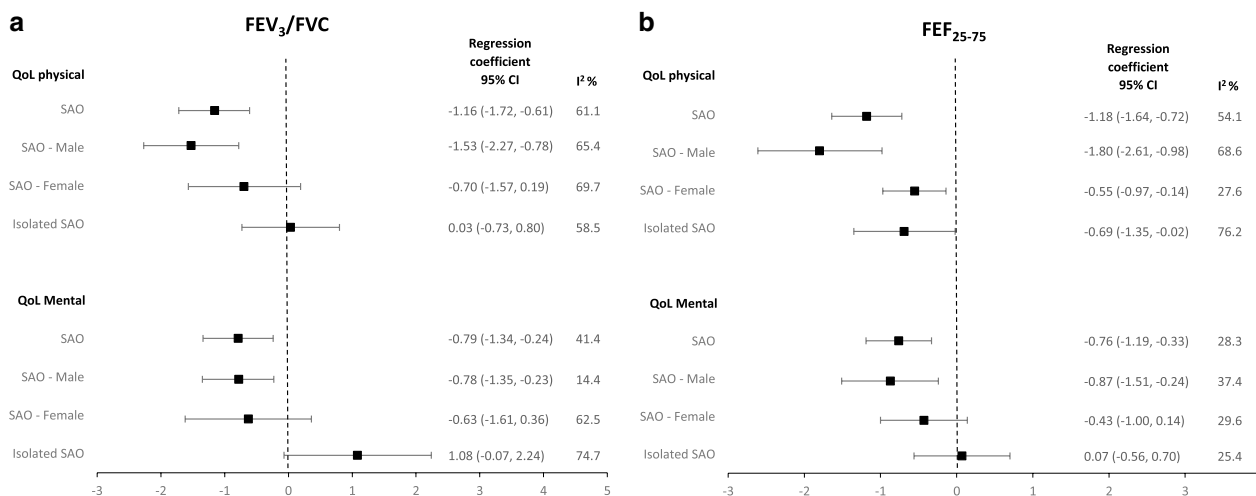 a
FEV3/FVC
Regression
coefficient
95% CI
I² %
QoL physical
SAO -1.16 (-1.72, -0.61) 61.1
SAO - Male -1.53 (-2.27, -0.78) 65.4
SAO - Female -0.70 (-1.57, 0.19) 69.7
Isolated SAO 0.03 (-0.73, 0.80) 58.5
QoL Mental
SAO -0.79 (-1.34, -0.24) 41.4
SAO - Male -0.78 (-1.35, -0.23) 14.4
SAO - Female -0.63 (-1.61, 0.36) 62.5
Isolated SAO 1.08 (-0.07, 2.24) 74.7
-3 -2 -1 0 1 2 3 4 5
b
FEF25-75
Regression
coefficient
95% CI
I² %
QoL physical
SAO -1.18 (-1.64, -0.72) 54.1
SAO - Male -1.80 (-2.61, -0.98) 68.6
SAO - Female -0.55 (-0.97, -0.14) 27.6
Isolated SAO -0.69 (-1.35, -0.02) 76.2
QoL Mental
SAO -0.76 (-1.19, -0.33) 28.3
SAO - Male -0.87 (-1.51, -0.24) 37.4
SAO - Female -0.43 (-1.00, 0.14) 29.6
Isolated SAO 0.07 (-0.56, 0.70) 25.4
-3 -2 -1 0 1 2 3